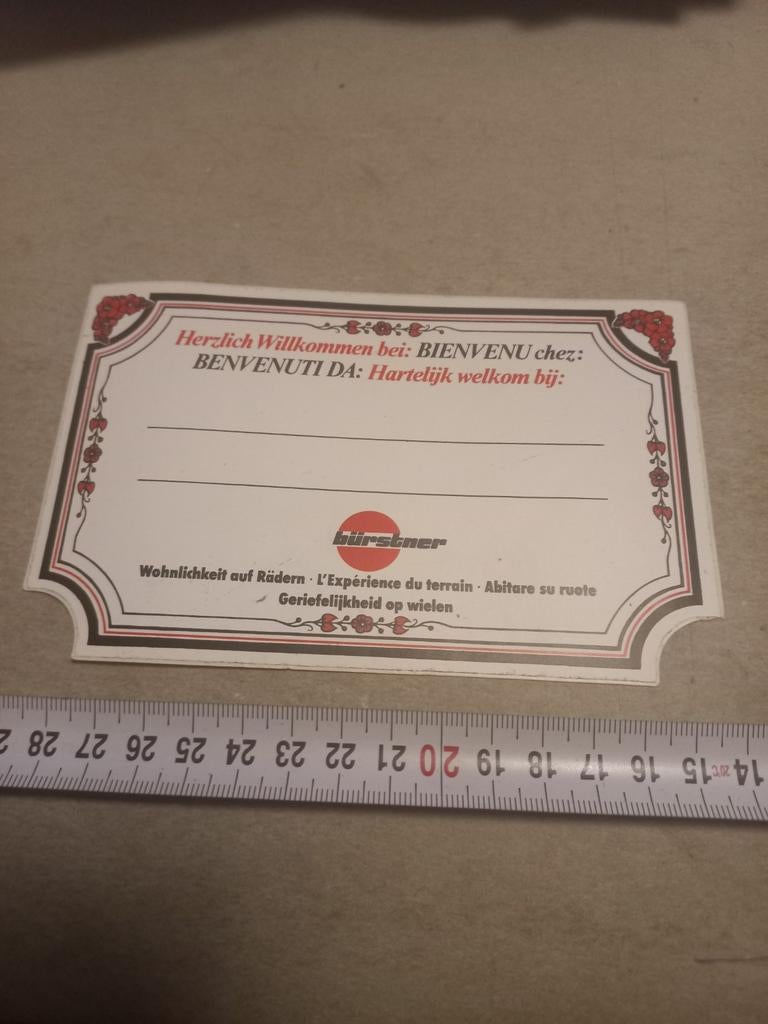 Herzlich Willkommen bei: BIENVENU chez:
BENVENUTI DA: Hartelijk welkom bij:
bürstner
Wohnlichkeit auf Rädern · L'Expérience du terrain · Abitare su ruote
Geriefelijkheid op wielen
2 28 27 26 25 24 23 22 21 20 19 18 17 16 15 20°C 14